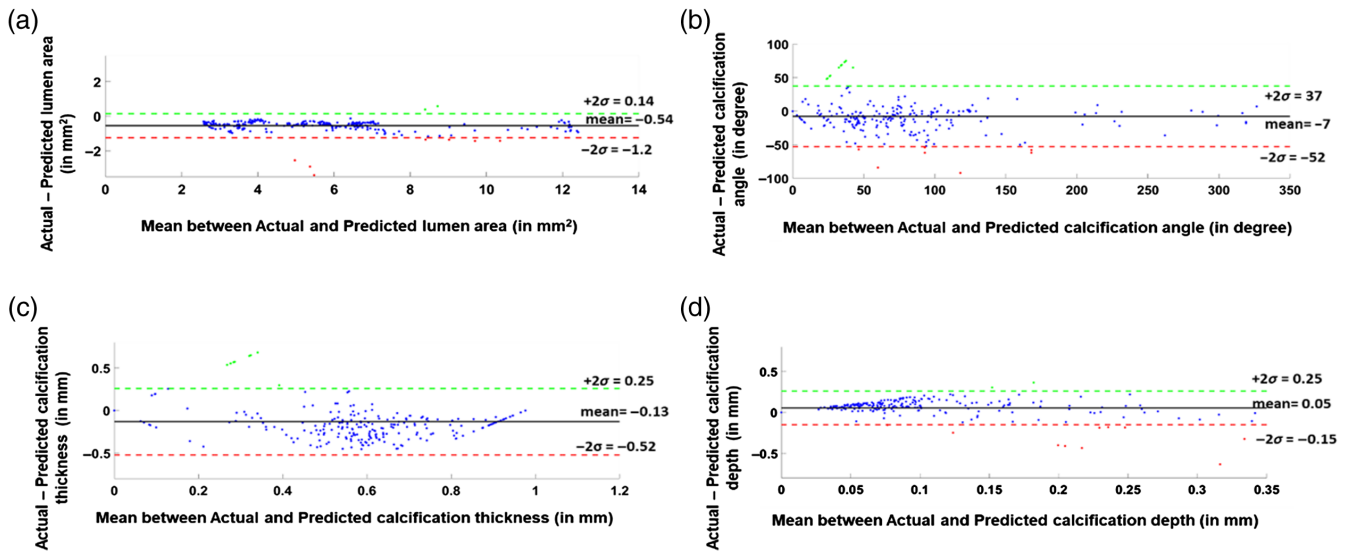 (a)
Actual – Predicted lumen area
(in mm²)
2
0
−2
+2σ = 0.14
mean= −0.54
−2σ = −1.2
0 2 4 6 8 10 12 14
Mean between Actual and Predicted lumen area (in mm²)
(b)
Actual – Predicted calcification
angle (in degree)
100
50
0
−50
−100
+2σ = 37
mean= −7
−2σ = −52
0 50 100 150 200 250 300 350
Mean between Actual and Predicted calcification angle (in degree)
(c)
Actual – Predicted calcification
thickness (in mm)
0.5
0
−0.5
+2σ = 0.25
mean= −0.13
−2σ = −0.52
0 0.2 0.4 0.6 0.8 1 1.2
Mean between Actual and Predicted calcification thickness (in mm)
(d)
Actual – Predicted calcification
depth (in mm)
0.5
0
−0.5
+2σ = 0.25
mean= 0.05
−2σ = −0.15
0 0.05 0.1 0.15 0.2 0.25 0.3 0.35
Mean between Actual and Predicted calcification depth (in mm)